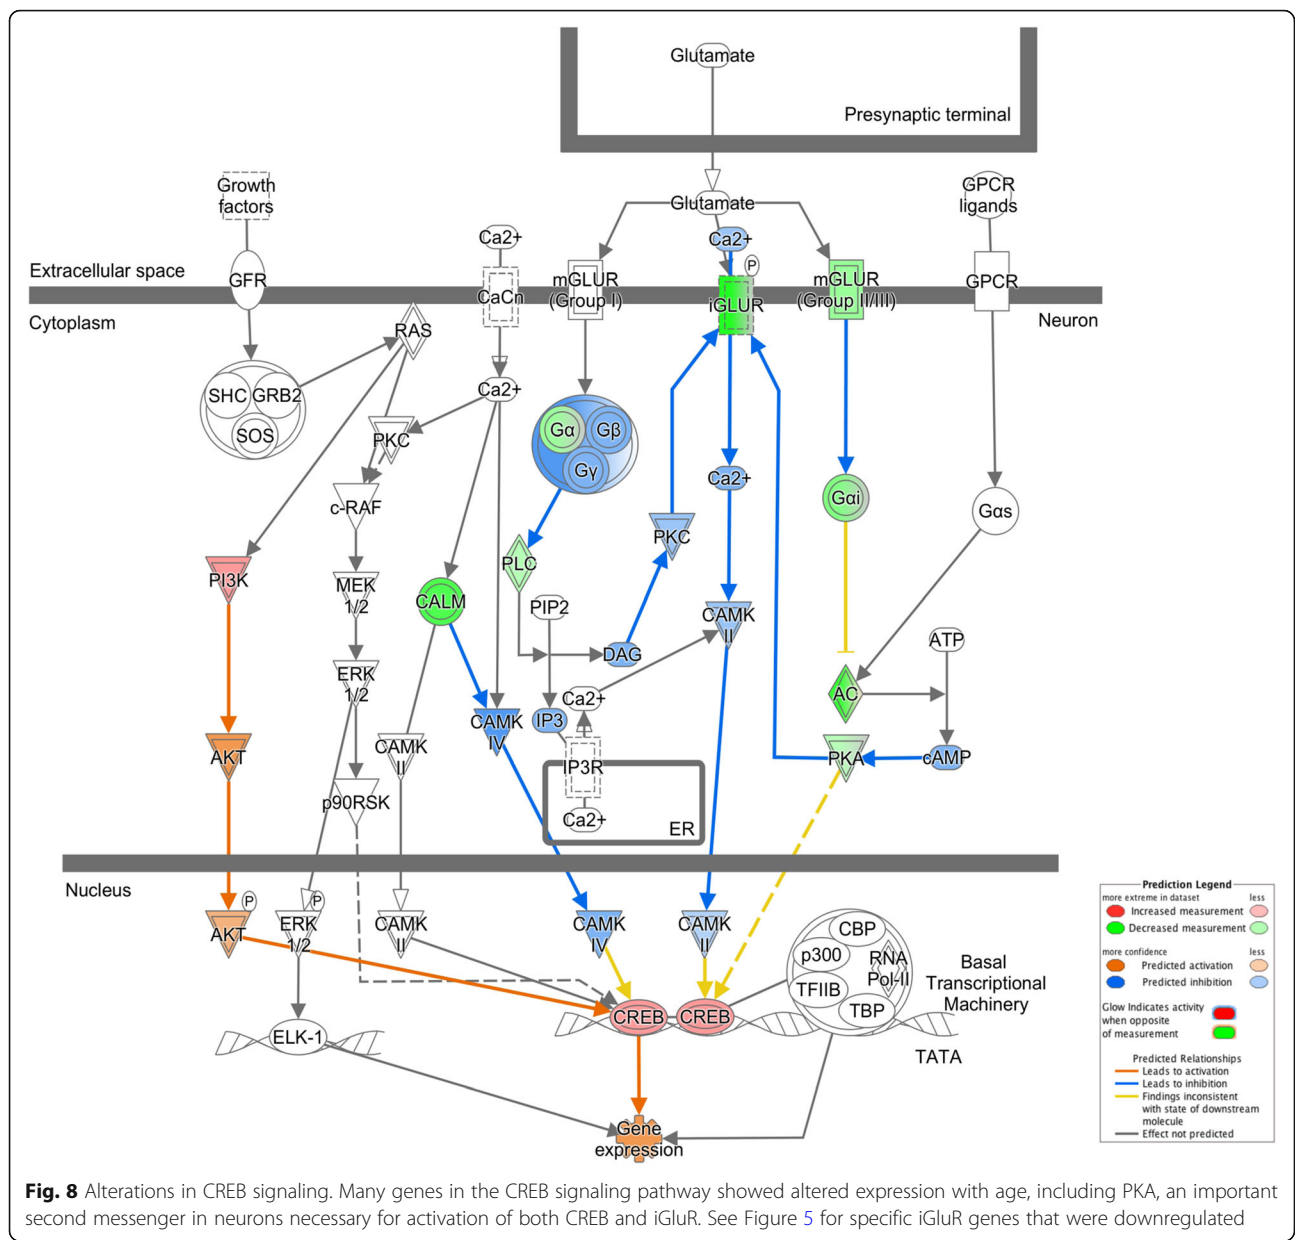 Glutamate
Presynaptic terminal
Growth
factors
Glutamate
GPCR
ligands
Ca2+
Ca2+
P
Extracellular space
GFR
CaCn
mGLUR
(Group I)
iGLUR
mGLUR
(Group II/III)
GPCR
Cytoplasm
Neuron
RAS
SHC
GRB2
SOS
Ca2+
PKC
Gα
Gβ
Gγ
Ca2+
Gαi
Gαs
c-RAF
PKC
PLC
PI3K
MEK
1/2
CALM
PIP2
CAMK
II
ATP
DAG
ERK
1/2
Ca2+
AC
CAMK
IV
IP3
AKT
CAMK
II
IP3R
PKA
cAMP
p90RSK
Ca2+
ER
Nucleus
P
P
AKT
ERK
1/2
CAMK
II
CAMK
IV
CAMK
II
CBP
p300
RNA
Pol-II
TFIIB
TBP
Basal
Transcriptional
Machinery
CREB
CREB
ELK-1
TATA
Gene
expression
Prediction Legend
more extreme in dataset less
Increased measurement
Decreased measurement
more confidence less
Predicted activation
Predicted inhibition
Glow Indicates activity
when opposite
of measurement
Predicted Relationships
Leads to activation
Leads to inhibition
Findings inconsistent
with state of downstream
molecule
Effect not predicted
Fig. 8 Alterations in CREB signaling. Many genes in the CREB signaling pathway showed altered expression with age, including PKA, an important
second messenger in neurons necessary for activation of both CREB and iGluR. See Figure 5 for specific iGluR genes that were downregulated